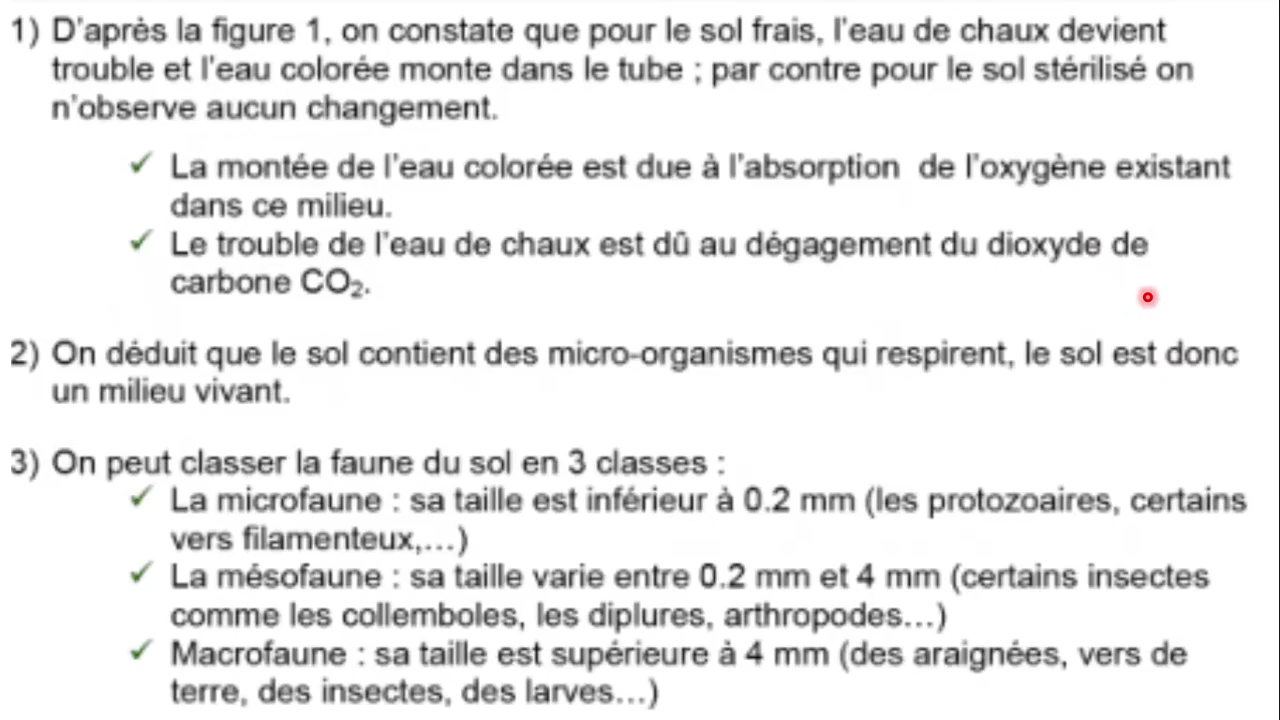 1) D'après la figure 1, on constate que pour le sol frais, l'eau de chaux devient
trouble et l'eau colorée monte dans le tube ; par contre pour le sol stérilisé on
n'observe aucun changement.
✓ La montée de l'eau colorée est due à l'absorption de l'oxygène existant
dans ce milieu.
✓ Le trouble de l'eau de chaux est dû au dégagement du dioxyde de
carbone CO₂.
2) On déduit que le sol contient des micro-organismes qui respirent, le sol est donc
un milieu vivant.
3) On peut classer la faune du sol en 3 classes :
✓ La microfaune : sa taille est inférieur à 0.2 mm (les protozoaires, certains
vers filamenteux,...)
✓ La mésofaune : sa taille varie entre 0.2 mm et 4 mm (certains insectes
comme les collemboles, les diplures, arthropodes...)
✓ Macrofaune : sa taille est supérieure à 4 mm (des araignées, vers de
terre, des insectes, des larves...)